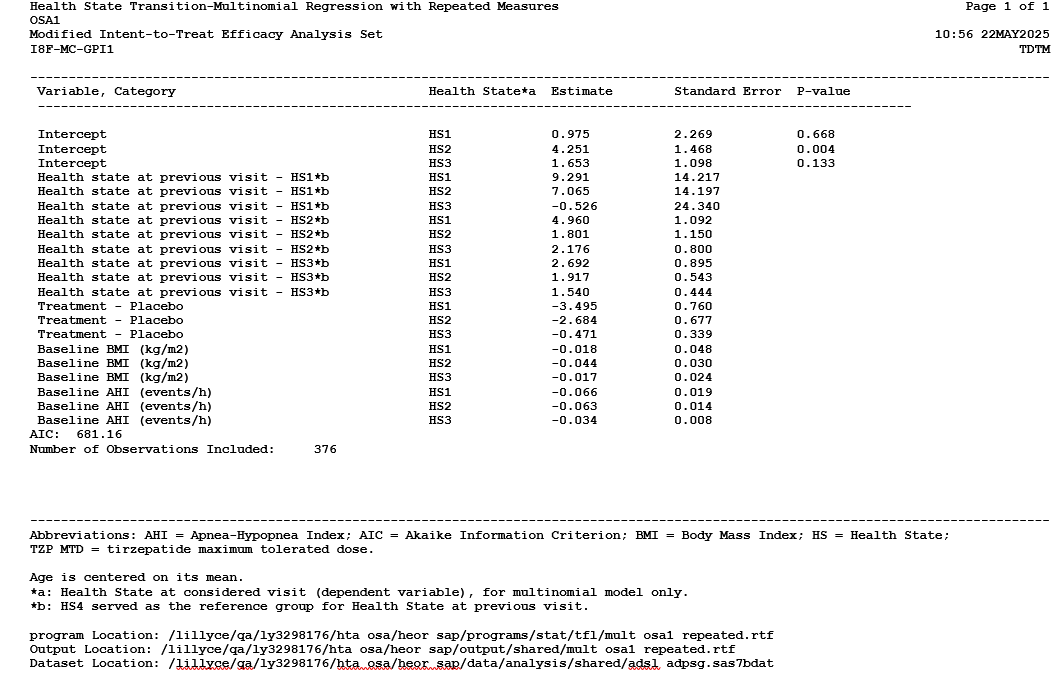 Health State Transition-Multinomial Regression with Repeated Measures Page 1 of 1
OSA1
Modified Intent-to-Treat Efficacy Analysis Set 10:56 22MAY2025
I8F-MC-GPI1 TDTM
Variable, Category Health State*a Estimate Standard Error P-value
Intercept HS1 0.975 2.269 0.668
Intercept HS2 4.251 1.468 0.004
Intercept HS3 1.653 1.098 0.133
Health state at previous visit - HS1*b HS1 9.291 14.217
Health state at previous visit - HS1*b HS2 7.065 14.197
Health state at previous visit - HS1*b HS3 -0.526 24.340
Health state at previous visit - HS2*b HS1 4.960 1.092
Health state at previous visit - HS2*b HS2 1.801 1.150
Health state at previous visit - HS2*b HS3 2.176 0.800
Health state at previous visit - HS3*b HS1 2.692 0.895
Health state at previous visit - HS3*b HS2 1.917 0.543
Health state at previous visit - HS3*b HS3 1.540 0.444
Treatment - Placebo HS1 -3.495 0.760
Treatment - Placebo HS2 -2.684 0.677
Treatment - Placebo HS3 -0.471 0.339
Baseline BMI (kg/m2) HS1 -0.018 0.048
Baseline BMI (kg/m2) HS2 -0.044 0.030
Baseline BMI (kg/m2) HS3 -0.017 0.024
Baseline AHI (events/h) HS1 -0.066 0.019
Baseline AHI (events/h) HS2 -0.063 0.014
Baseline AHI (events/h) HS3 -0.034 0.008
AIC: 681.16
Number of Observations Included: 376
Abbreviations: AHI = Apnea-Hypopnea Index; AIC = Akaike Information Criterion; BMI = Body Mass Index; HS = Health State;
TZP MTD = tirzepatide maximum tolerated dose.
Age is centered on its mean.
*a: Health State at considered visit (dependent variable), for multinomial model only.
*b: HS4 served as the reference group for Health State at previous visit.
program Location: /lillyce/qa/ly3298176/hta osa/heor sap/programs/stat/tfl/mult osa1 repeated.rtf
Output Location: /lillyce/qa/ly3298176/hta osa/heor sap/output/shared/mult osa1 repeated.rtf
Dataset Location: /lillyce/qa/ly3298176/hta osa/heor sap/data/analysis/shared/adsl adpsg.sas7bdat